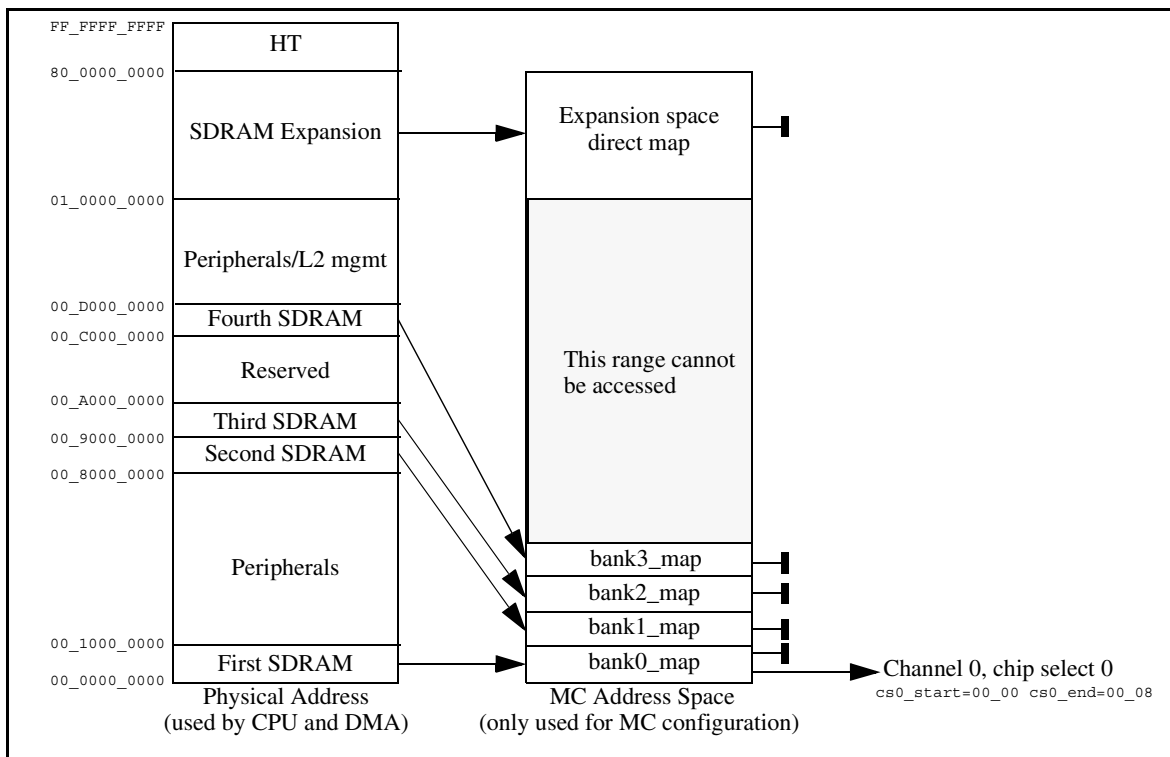 FF_FFFF_FFFF
HT
80_0000_0000
SDRAM Expansion
Expansion space
direct map
01_0000_0000
Peripherals/L2 mgmt
00_D000_0000
Fourth SDRAM
00_C000_0000
Reserved
This range cannot
be accessed
00_A000_0000
Third SDRAM
00_9000_0000
Second SDRAM
00_8000_0000
Peripherals
bank3_map
bank2_map
bank1_map
00_1000_0000
First SDRAM
bank0_map
00_0000_0000
Channel 0, chip select 0
cs0_start=00_00 cs0_end=00_08
Physical Address
(used by CPU and DMA)
MC Address Space
(only used for MC configuration)